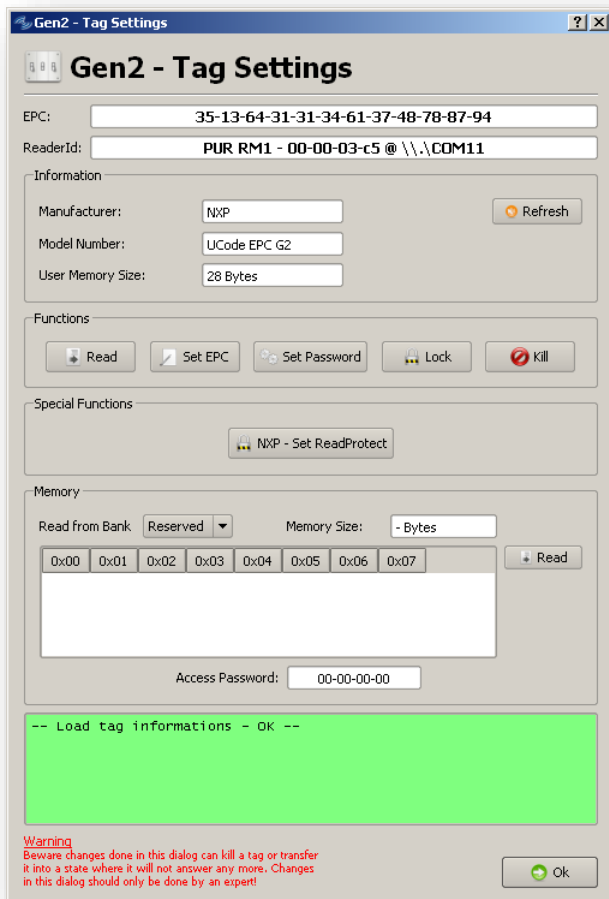 Gen2 - Tag Settings
Gen2 - Tag Settings
EPC: 35-13-64-31-31-34-61-37-48-78-87-94
ReaderId: PUR RM1 - 00-00-03-c5 @ \\.\COM11
Information
Manufacturer: NXP Refresh
Model Number: UCode EPC G2
User Memory Size: 28 Bytes
Functions
Read Set EPC Set Password Lock Kill
Special Functions
NXP - Set ReadProtect
Memory
Read from Bank Reserved Memory Size: - Bytes
0x00 0x01 0x02 0x03 0x04 0x05 0x06 0x07 Read
Access Password: 00-00-00-00
-- Load tag informations - OK --
Warning
Beware changes done in this dialog can kill a tag or transfer
it into a state where it will not answer any more. Changes
in this dialog should only be done by an expert!
Ok